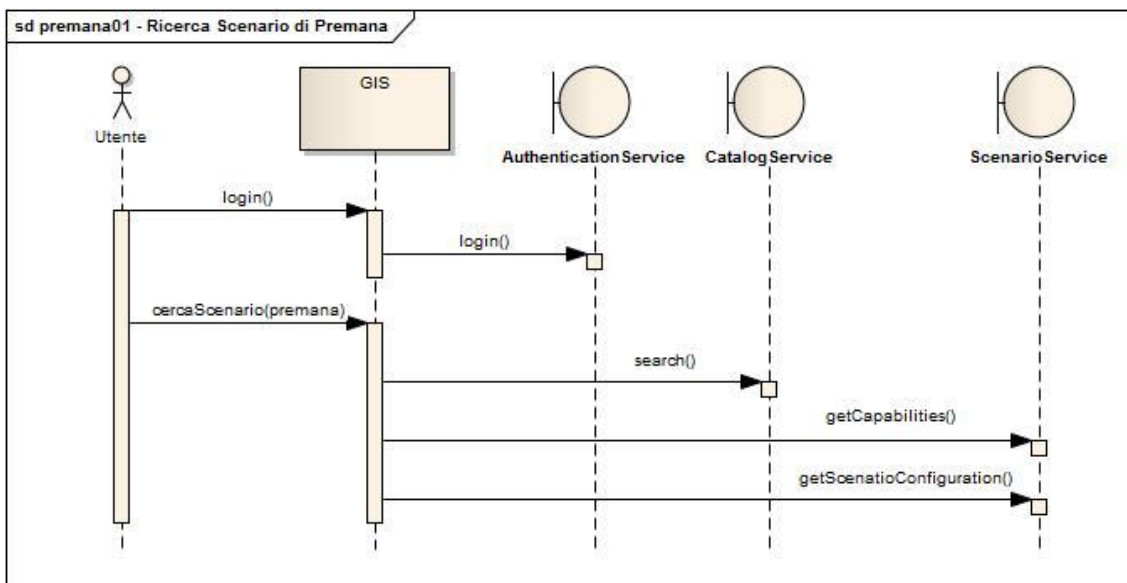 sd premana01 - Ricerca Scenario di Premana
Utente
GIS
AuthenticationService
CatalogService
ScenarioService
login()
login()
cercaScenario(premana)
search()
getCapabilities()
getScenatioConfiguration()